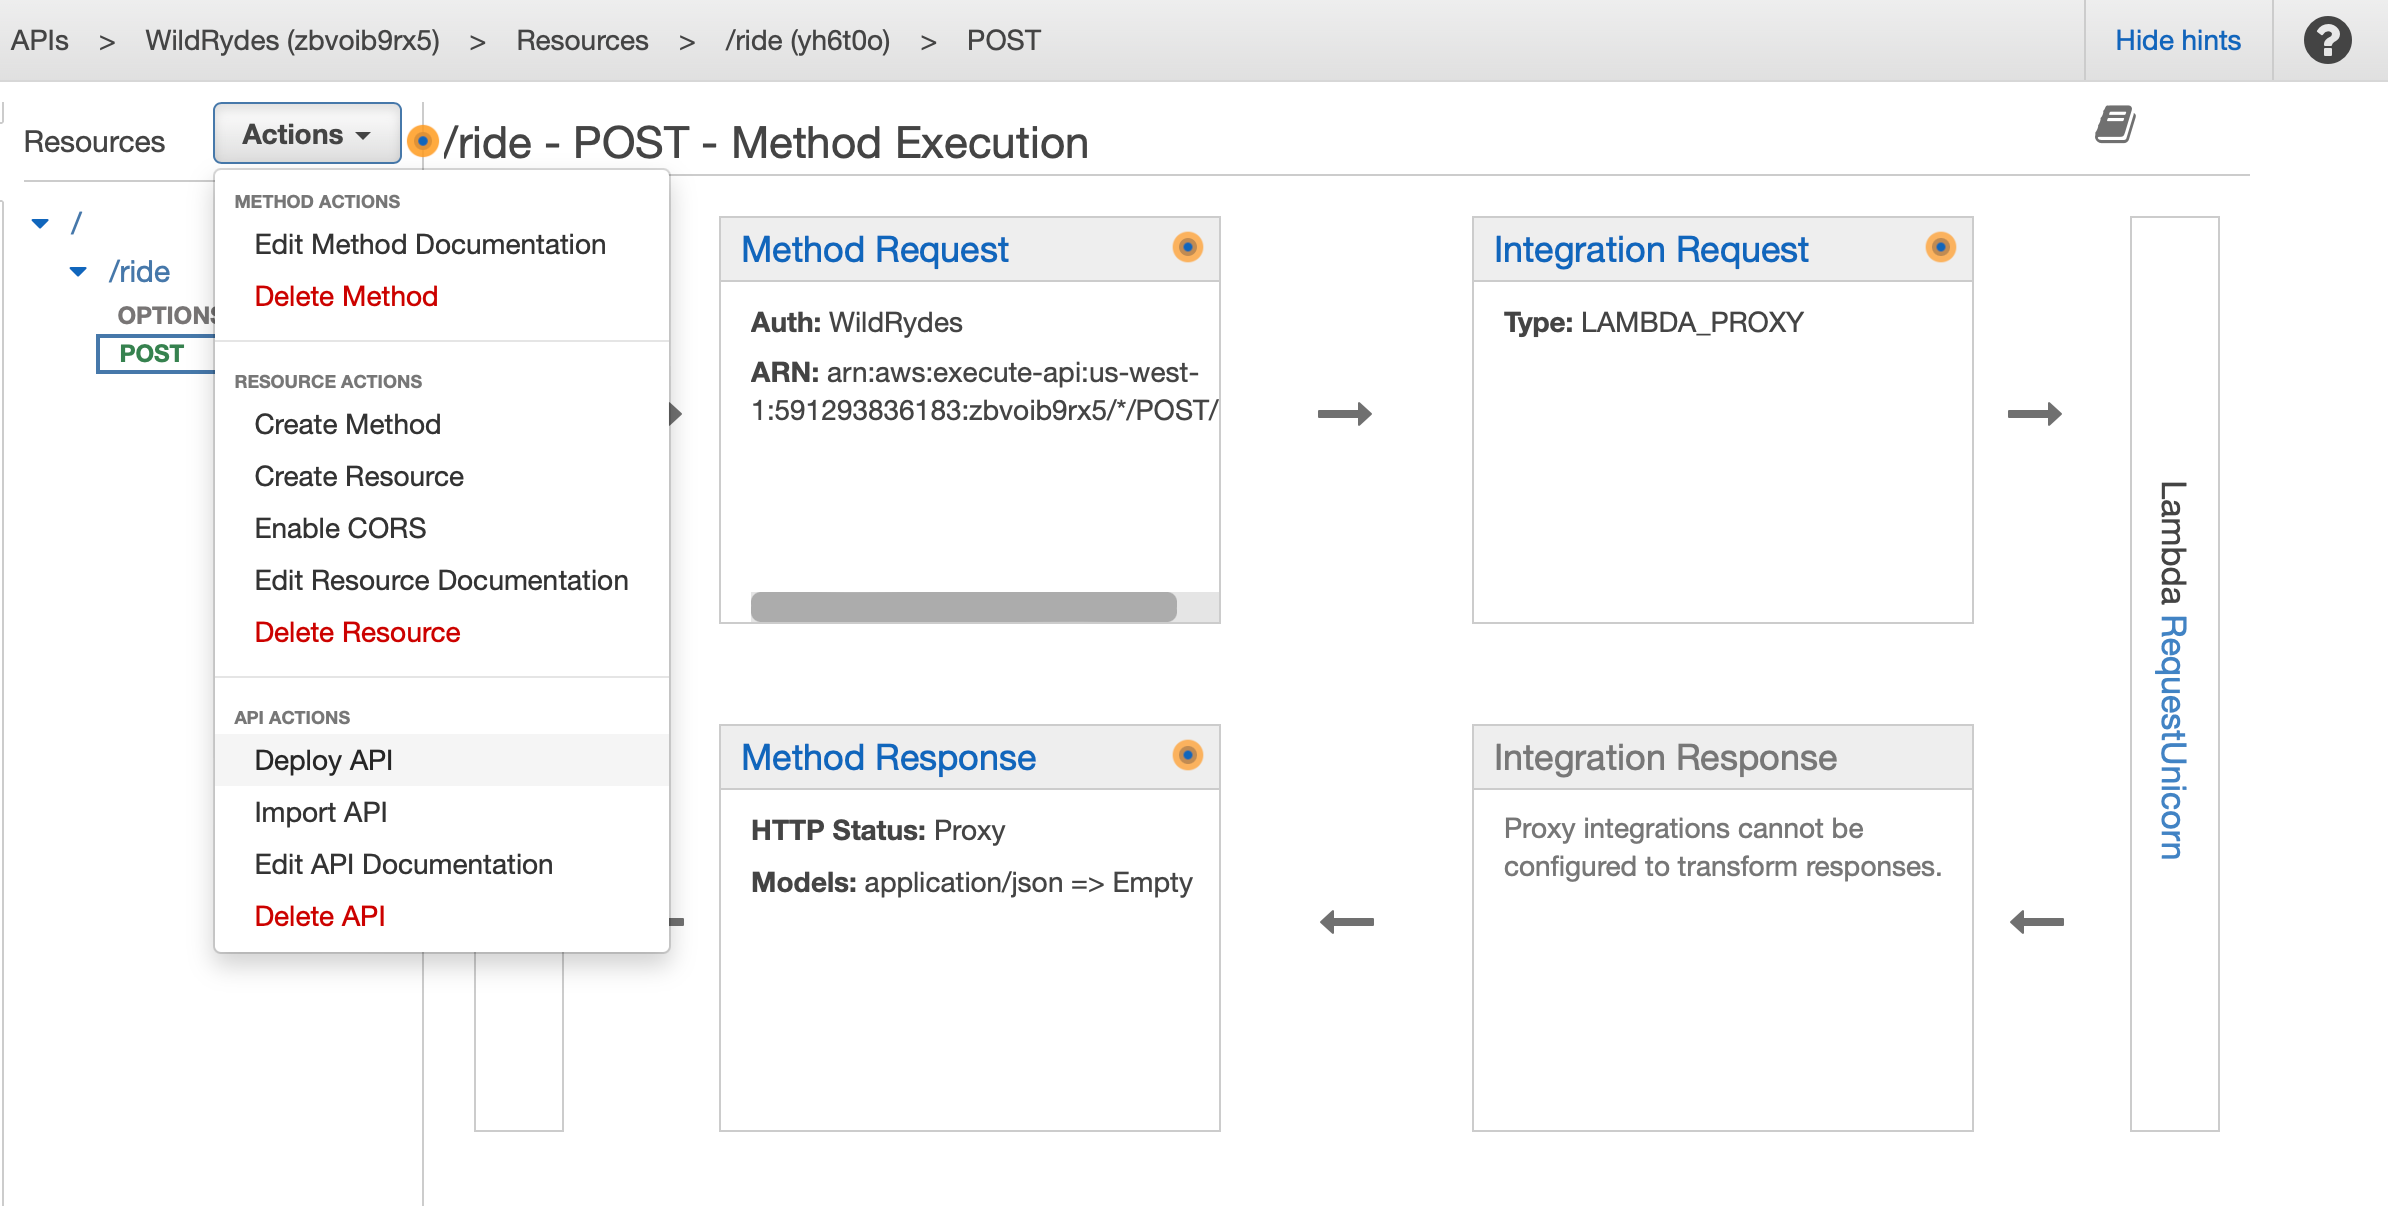 APIs > WildRydes (zbvoib9rx5) > Resources > /ride (yh6t0o) > POST
Hide hints
?
Resources
Actions
/ride - POST - Method Execution
/
/ride
OPTIONS
POST
METHOD ACTIONS
Edit Method Documentation
Delete Method
RESOURCE ACTIONS
Create Method
Create Resource
Enable CORS
Edit Resource Documentation
Delete Resource
API ACTIONS
Deploy API
Import API
Edit API Documentation
Delete API
Method Request
Auth: WildRydes
ARN: arn:aws:execute-api:us-west-
1:591293836183:zbvoib9rx5/*/POST/
Integration Request
Type: LAMBDA_PROXY
Lambda RequestUnicorn
Method Response
HTTP Status: Proxy
Models: application/json => Empty
Integration Response
Proxy integrations cannot be
configured to transform responses.